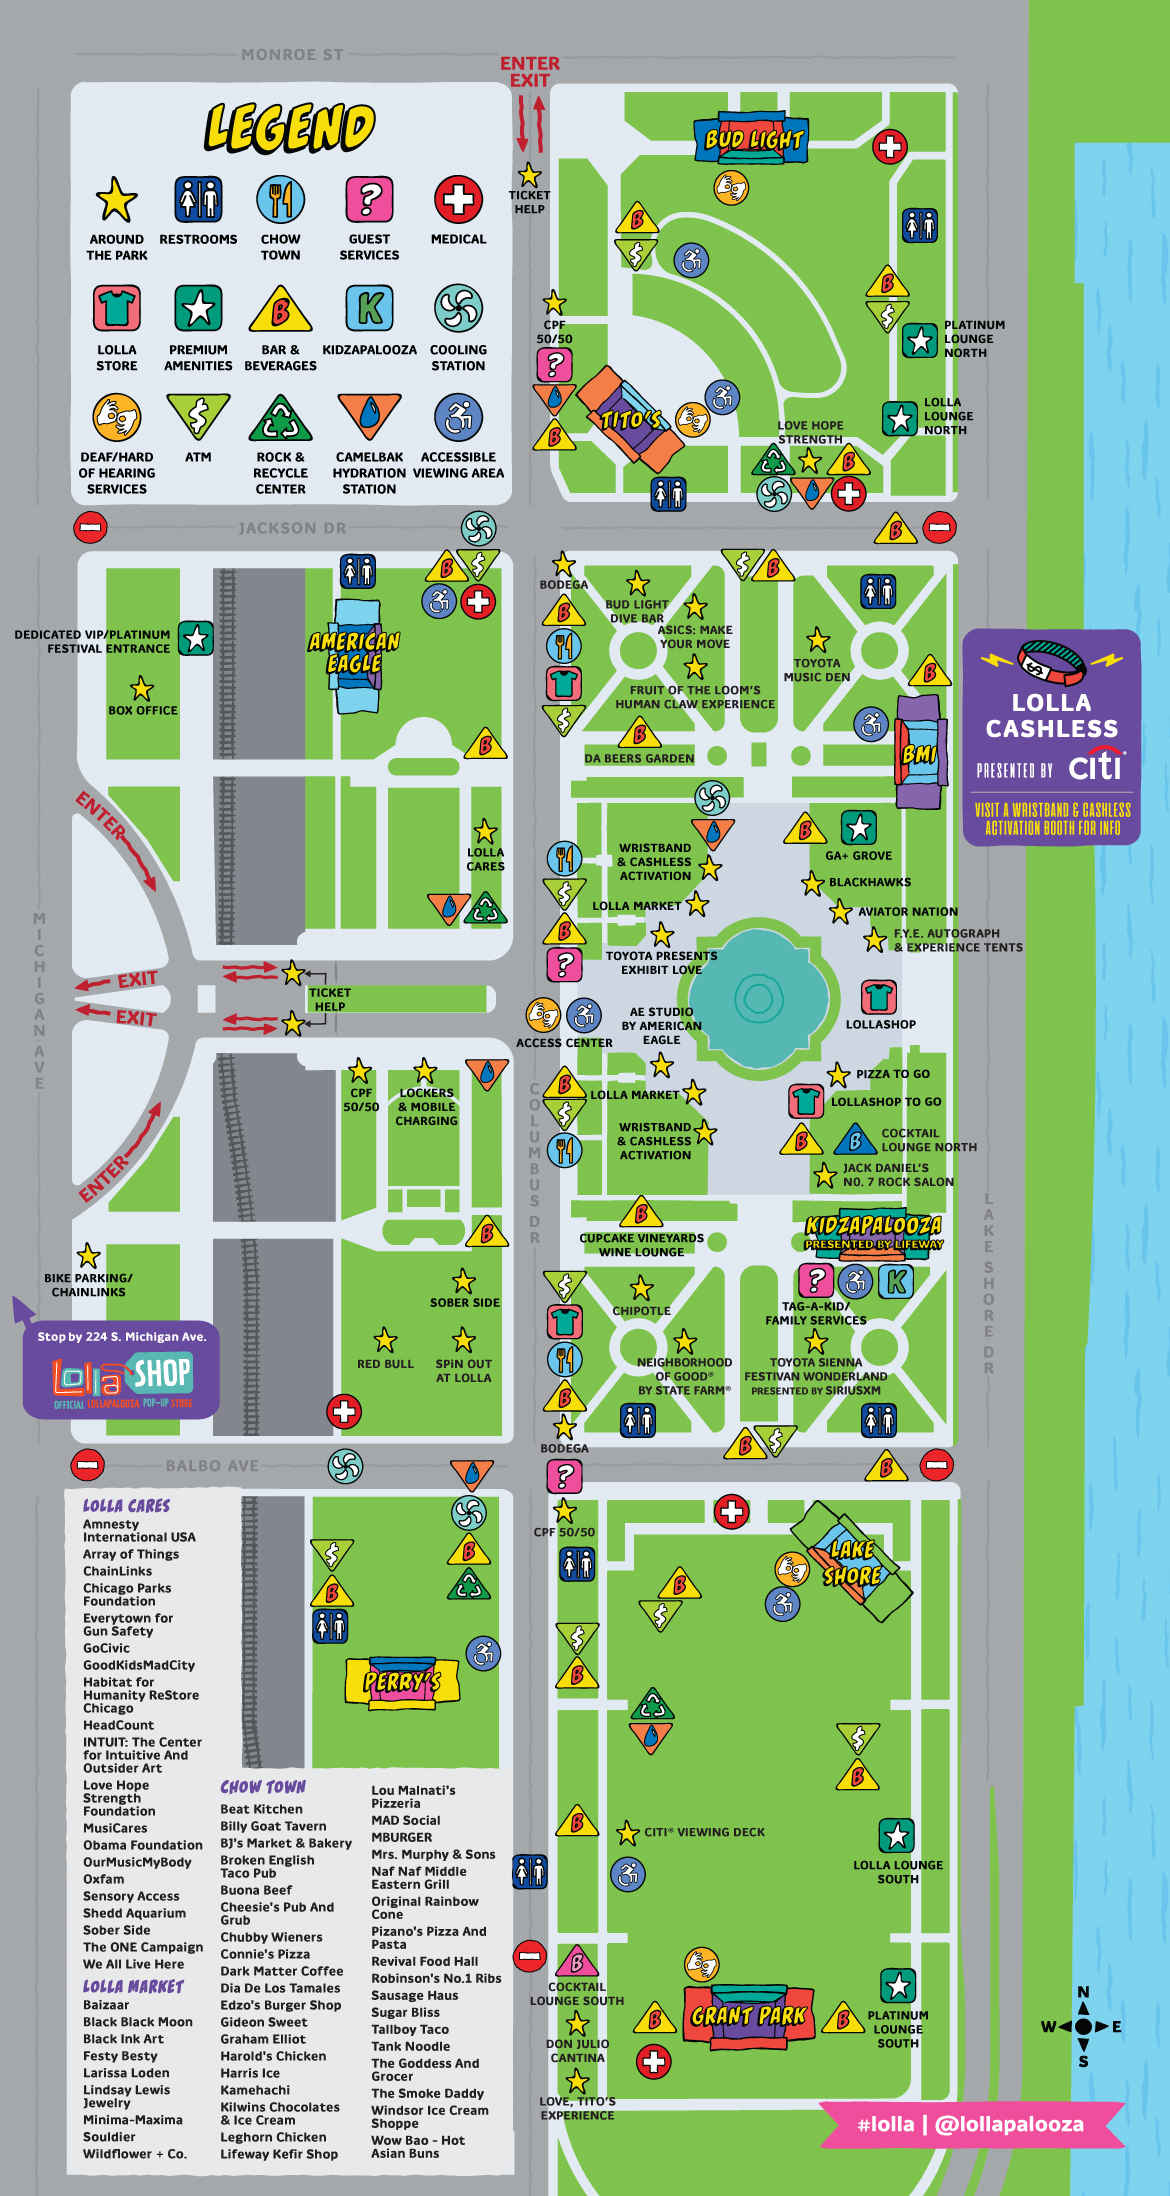 MONROE ST
ENTER
EXIT
LEGEND
AROUND
THE PARK
RESTROOMS
CHOW
TOWN
GUEST
SERVICES
MEDICAL
LOLLA
STORE
PREMIUM
AMENITIES
BAR &
BEVERAGES
KIDZAPALOOZA
COOLING
STATION
DEAF/HARD
OF HEARING
SERVICES
ATM
ROCK &
RECYCLE
CENTER
CAMELBAK
HYDRATION
STATION
ACCESSIBLE
VIEWING AREA
TICKET
HELP
BUD LIGHT
CPF
50/50
TITO'S
PLATINUM
LOUNGE
NORTH
LOLLA
LOUNGE
NORTH
LOVE HOPE
STRENGTH
JACKSON DR
DEDICATED VIP/PLATINUM
FESTIVAL ENTRANCE
BOX OFFICE
AMERICAN
EAGLE
BODEGA
BUD LIGHT
DIVE BAR
ASICS: MAKE
YOUR MOVE
FRUIT OF THE LOOM'S
HUMAN CLAW EXPERIENCE
TOYOTA
MUSIC DEN
DA BEERS GARDEN
BMI
LOLLA
CASHLESS
PRESENTED BY citi
VISIT A WRISTBAND & CASHLESS
ACTIVATION BOOTH FOR INFO
ENTER
LOLLA
CARES
WRISTBAND
& CASHLESS
ACTIVATION
GA+ GROVE
BLACKHAWKS
LOLLA MARKET
AVIATOR NATION
F.Y.E. AUTOGRAPH
& EXPERIENCE TENTS
TOYOTA PRESENTS
EXHIBIT LOVE
MICHIGAN AVE
EXIT
EXIT
TICKET
HELP
ACCESS CENTER
AE STUDIO
BY AMERICAN
EAGLE
LOLLASHOP
CPF
50/50
LOCKERS
& MOBILE
CHARGING
COLUMBUS DR
LOLLA MARKET
PIZZA TO GO
LOLLASHOP TO GO
WRISTBAND
& CASHLESS
ACTIVATION
COCKTAIL
LOUNGE NORTH
JACK DANIEL'S
NO. 7 ROCK SALON
ENTER
LAKE SHORE DR
CUPCAKE VINEYARDS
WINE LOUNGE
KIDZAPALOOZA
PRESENTED BY LIFEWAY
BIKE PARKING/
CHAINLINKS
SOBER SIDE
CHIPOTLE
TAG-A-KID/
FAMILY SERVICES
Stop by 224 S. Michigan Ave.
Lolla SHOP
OFFICIAL LOLLAPALOOZA POP-UP STORE
RED BULL
SPiN OUT
AT LOLLA
NEIGHBORHOOD
OF GOOD®
BY STATE FARM®
TOYOTA SIENNA
FESTIVAN WONDERLAND
PRESENTED BY SIRIUSXM
BODEGA
BALBO AVE
CPF 50/50
LAKE
SHORE
PERRY'S
CITI® VIEWING DECK
LOLLA LOUNGE
SOUTH
COCKTAIL
LOUNGE SOUTH
DON JULIO
CANTINA
LOVE, TITO'S
EXPERIENCE
GRANT PARK
PLATINUM
LOUNGE
SOUTH
N
W
E
S
#lolla | @lollapalooza
LOLLA CARES
Amnesty
International USA
Array of Things
ChainLinks
Chicago Parks
Foundation
Everytown for
Gun Safety
GoCivic
GoodKidsMadCity
Habitat for
Humanity ReStore
Chicago
HeadCount
INTUIT: The Center
for Intuitive And
Outsider Art
Love Hope
Strength
Foundation
MusiCares
Obama Foundation
OurMusicMyBody
Oxfam
Sensory Access
Shedd Aquarium
Sober Side
The ONE Campaign
We All Live Here
LOLLA MARKET
Baizaar
Black Black Moon
Black Ink Art
Festy Besty
Larissa Loden
Lindsay Lewis
Jewelry
Minima-Maxima
Souldier
Wildflower + Co.
CHOW TOWN
Beat Kitchen
Billy Goat Tavern
BJ's Market & Bakery
Broken English
Taco Pub
Buona Beef
Cheesie's Pub And
Grub
Chubby Wieners
Connie's Pizza
Dark Matter Coffee
Dia De Los Tamales
Edzo's Burger Shop
Gideon Sweet
Graham Elliot
Harold's Chicken
Harris Ice
Kamehachi
Kilwins Chocolates
& Ice Cream
Leghorn Chicken
Lifeway Kefir Shop
Lou Malnati's
Pizzeria
MAD Social
MBURGER
Mrs. Murphy & Sons
Naf Naf Middle
Eastern Grill
Original Rainbow
Cone
Pizano's Pizza And
Pasta
Revival Food Hall
Robinson's No.1 Ribs
Sausage Haus
Sugar Bliss
Tallboy Taco
Tank Noodle
The Goddess And
Grocer
The Smoke Daddy
Windsor Ice Cream
Shoppe
Wow Bao - Hot
Asian Buns